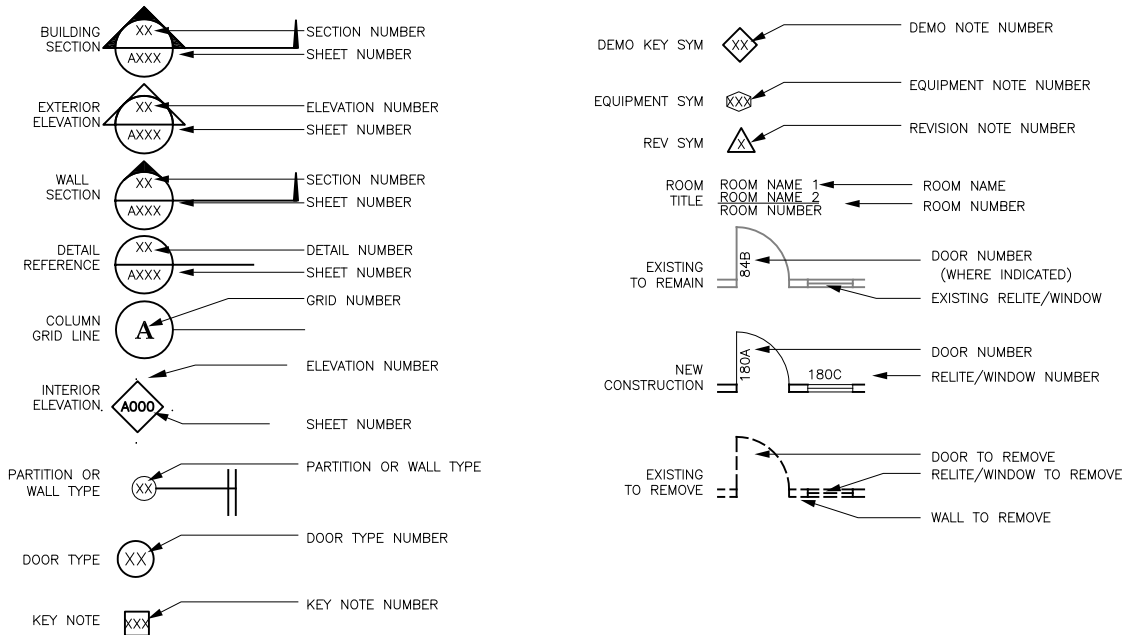 BUILDING
SECTION
XX
AXXX
SECTION NUMBER
SHEET NUMBER
EXTERIOR
ELEVATION
XX
AXXX
ELEVATION NUMBER
SHEET NUMBER
WALL
SECTION
XX
AXXX
SECTION NUMBER
SHEET NUMBER
DETAIL
REFERENCE
XX
AXXX
DETAIL NUMBER
SHEET NUMBER
COLUMN
GRID LINE
A
GRID NUMBER
INTERIOR
ELEVATION
A000
ELEVATION NUMBER
SHEET NUMBER
PARTITION OR
WALL TYPE
XX
PARTITION OR WALL TYPE
DOOR TYPE
XX
DOOR TYPE NUMBER
KEY NOTE
XXX
KEY NOTE NUMBER
DEMO KEY SYM
XX
DEMO NOTE NUMBER
EQUIPMENT SYM
XXX
EQUIPMENT NOTE NUMBER
REV SYM
X
REVISION NOTE NUMBER
ROOM
TITLE
ROOM NAME 1
ROOM NAME 2
ROOM NUMBER
ROOM NAME
ROOM NUMBER
EXISTING
TO REMAIN
84B
DOOR NUMBER
(WHERE INDICATED)
EXISTING RELITE/WINDOW
NEW
CONSTRUCTION
180A
180C
DOOR NUMBER
RELITE/WINDOW NUMBER
EXISTING
TO REMOVE
DOOR TO REMOVE
RELITE/WINDOW TO REMOVE
WALL TO REMOVE